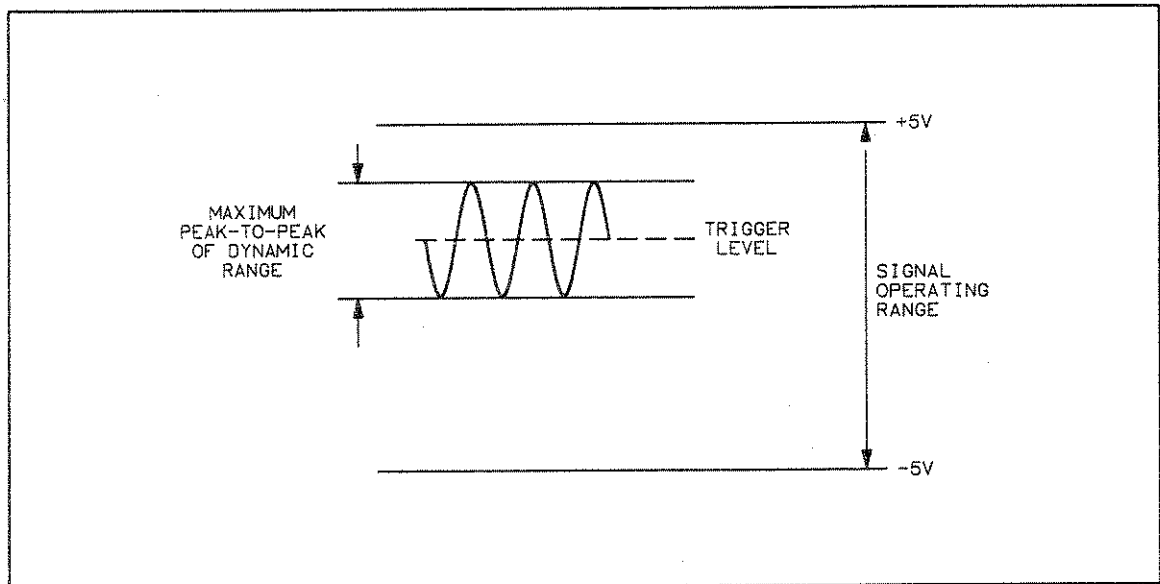 +5V
MAXIMUM
PEAK-TO-PEAK
OF DYNAMIC
RANGE
TRIGGER
LEVEL
SIGNAL
OPERATING
RANGE
-5V